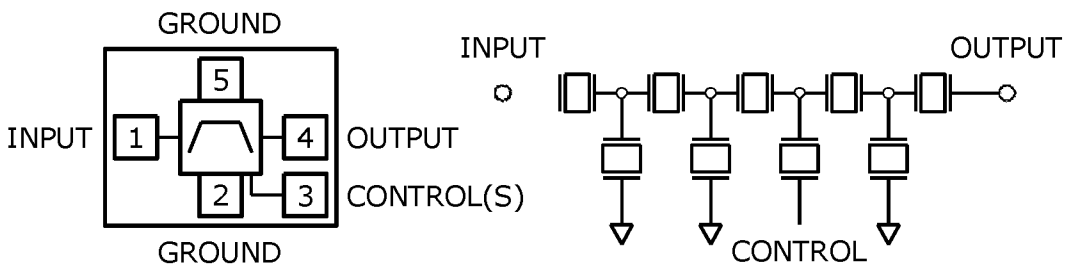 GROUND
INPUT
OUTPUT
5
INPUT
1
4
OUTPUT
2
3
CONTROL(S)
GROUND
CONTROL